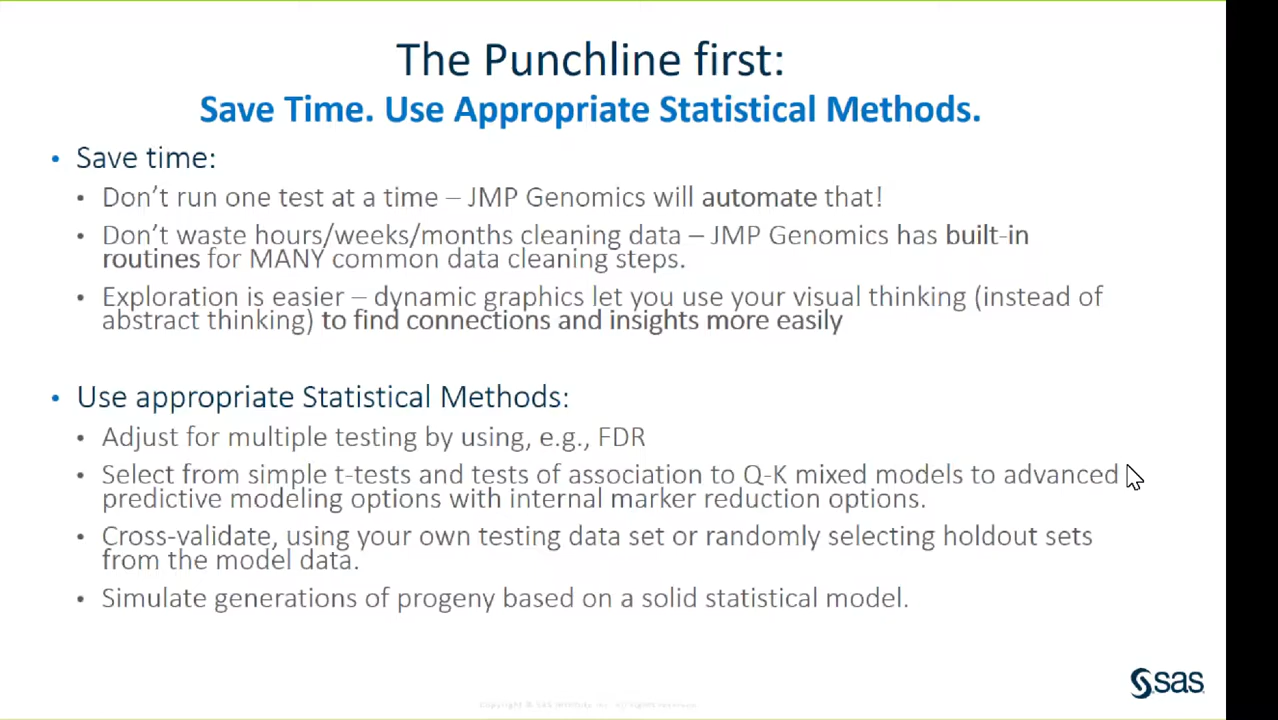 The Punchline first:
Save Time. Use Appropriate Statistical Methods.
• Save time:
• Don't run one test at a time – JMP Genomics will automate that!
• Don't waste hours/weeks/months cleaning data – JMP Genomics has built-in
routines for MANY common data cleaning steps.
• Exploration is easier – dynamic graphics let you use your visual thinking (instead of
abstract thinking) to find connections and insights more easily
• Use appropriate Statistical Methods:
• Adjust for multiple testing by using, e.g., FDR
• Select from simple t-tests and tests of association to Q-K mixed models to advanced
predictive modeling options with internal marker reduction options.
• Cross-validate, using your own testing data set or randomly selecting holdout sets
from the model data.
• Simulate generations of progeny based on a solid statistical model.
sas